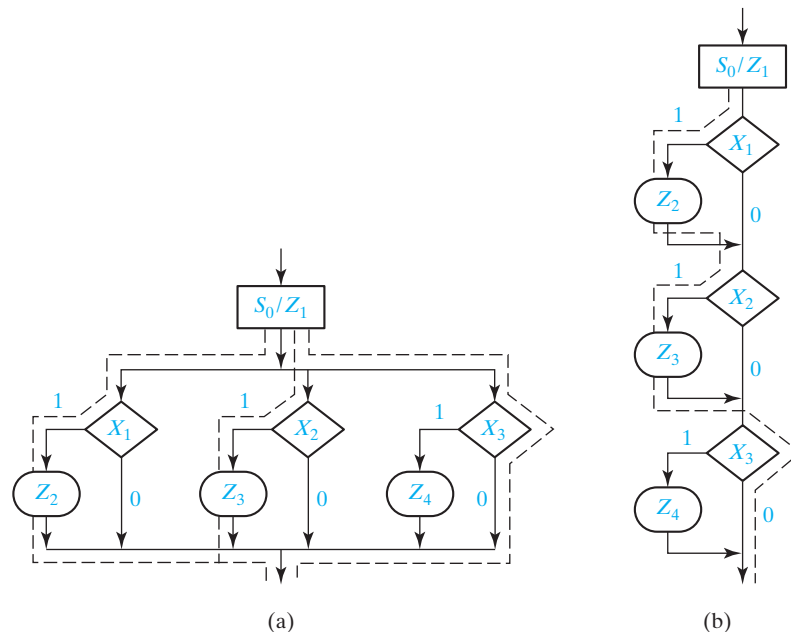 S₀/Z₁
1 X₁ 1 X₂ 1 X₃
Z₂ 0 Z₃ 0 Z₄ 0
(a)
S₀/Z₁
1
X₁
Z₂
0
1
X₂
Z₃
0
1
X₃
Z₄
0
(b)